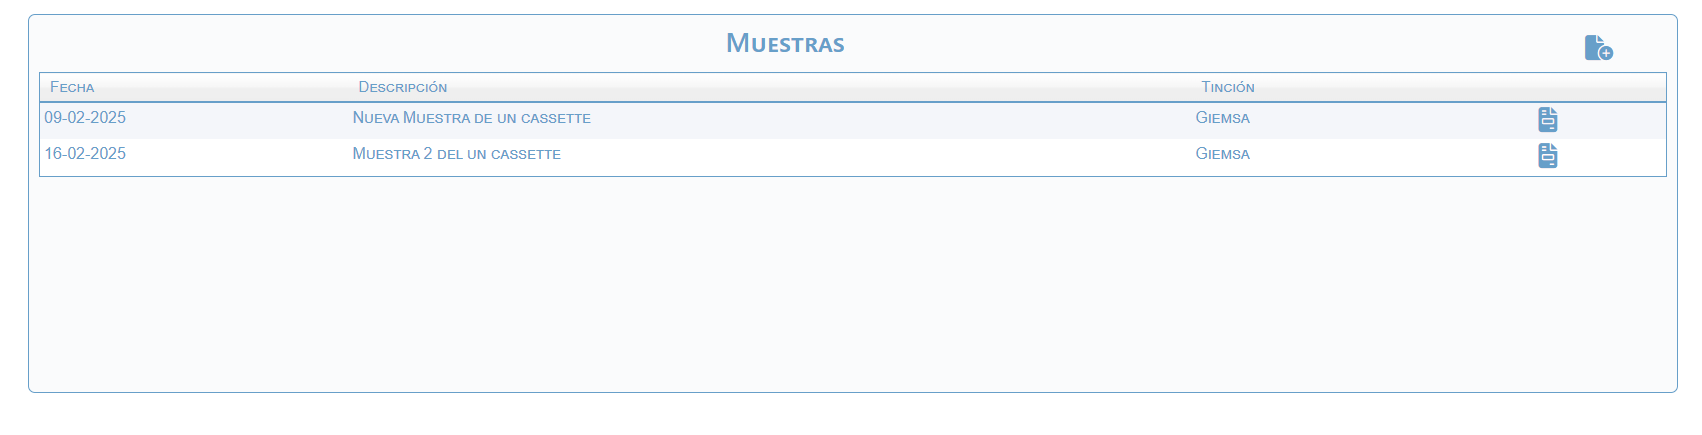 Muestras
Fecha Descripción Tinción
09-02-2025 Nueva Muestra de un cassette Giemsa
16-02-2025 Muestra 2 del un cassette Giemsa